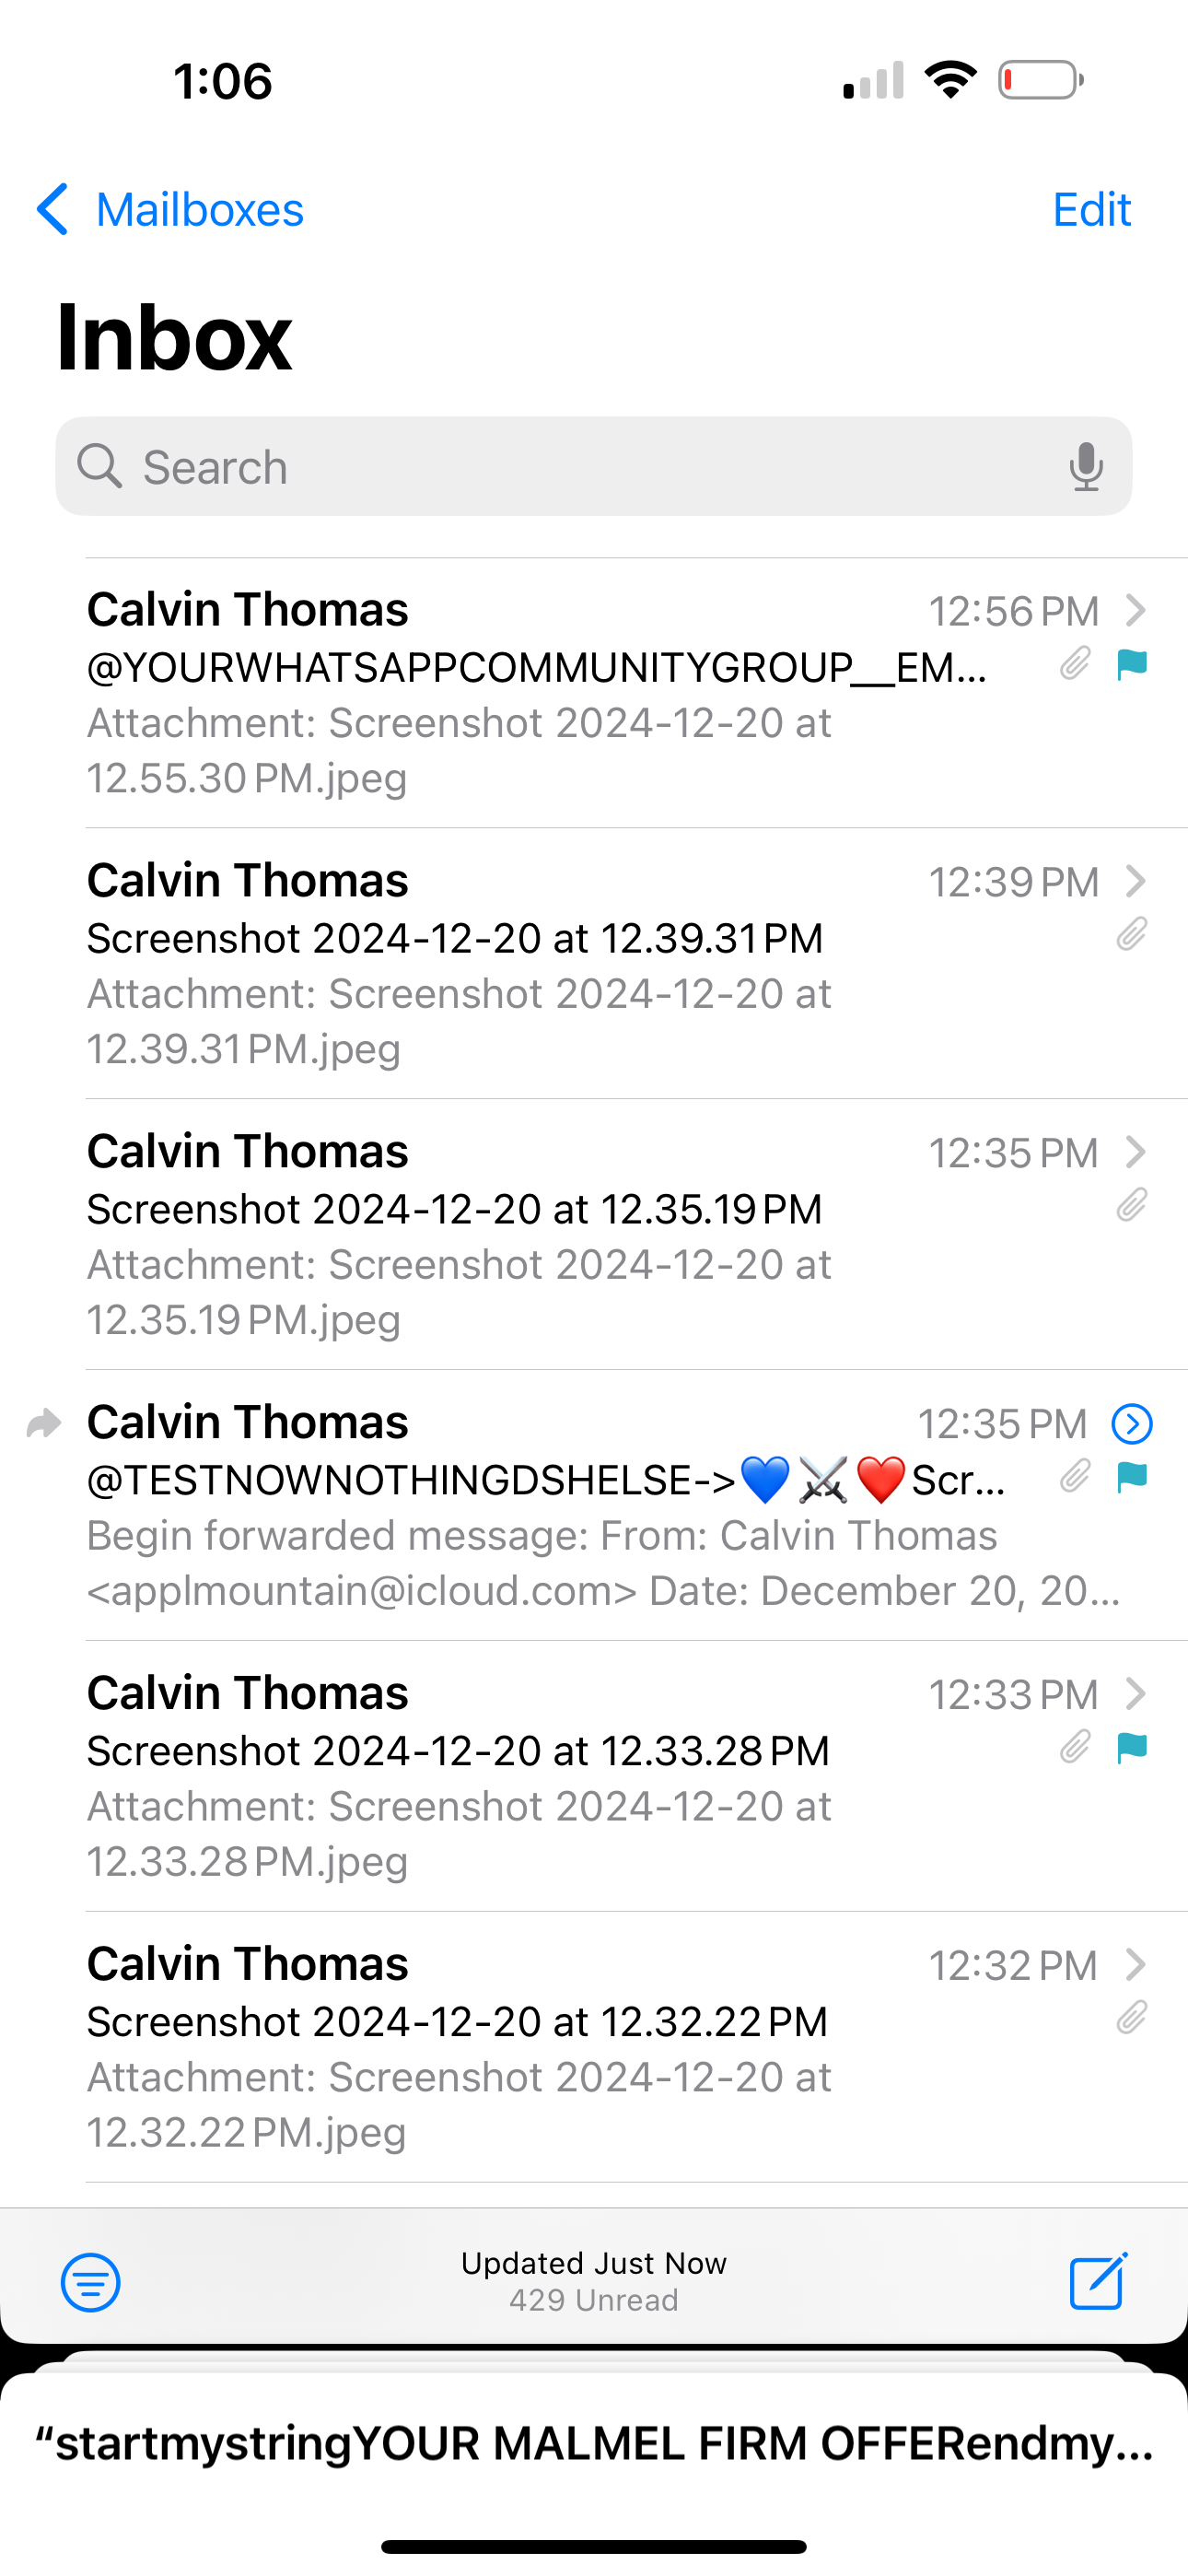 1:06
Mailboxes
Edit
Inbox
Search
Calvin Thomas 12:56 PM
@YOURWHATSAPPCOMMUNITYGROUP__EM...
Attachment: Screenshot 2024-12-20 at
12.55.30 PM.jpeg
Calvin Thomas 12:39 PM
Screenshot 2024-12-20 at 12.39.31 PM
Attachment: Screenshot 2024-12-20 at
12.39.31 PM.jpeg
Calvin Thomas 12:35 PM
Screenshot 2024-12-20 at 12.35.19 PM
Attachment: Screenshot 2024-12-20 at
12.35.19 PM.jpeg
Calvin Thomas 12:35 PM
@TESTNOWNOTHINGDSHELSE->💙⚔️❤️Scr...
Begin forwarded message: From: Calvin Thomas
<applmountain@icloud.com> Date: December 20, 20...
Calvin Thomas 12:33 PM
Screenshot 2024-12-20 at 12.33.28 PM
Attachment: Screenshot 2024-12-20 at
12.33.28 PM.jpeg
Calvin Thomas 12:32 PM
Screenshot 2024-12-20 at 12.32.22 PM
Attachment: Screenshot 2024-12-20 at
12.32.22 PM.jpeg
Updated Just Now
429 Unread
“startmystringYOUR MALMEL FIRM OFFERendmy...